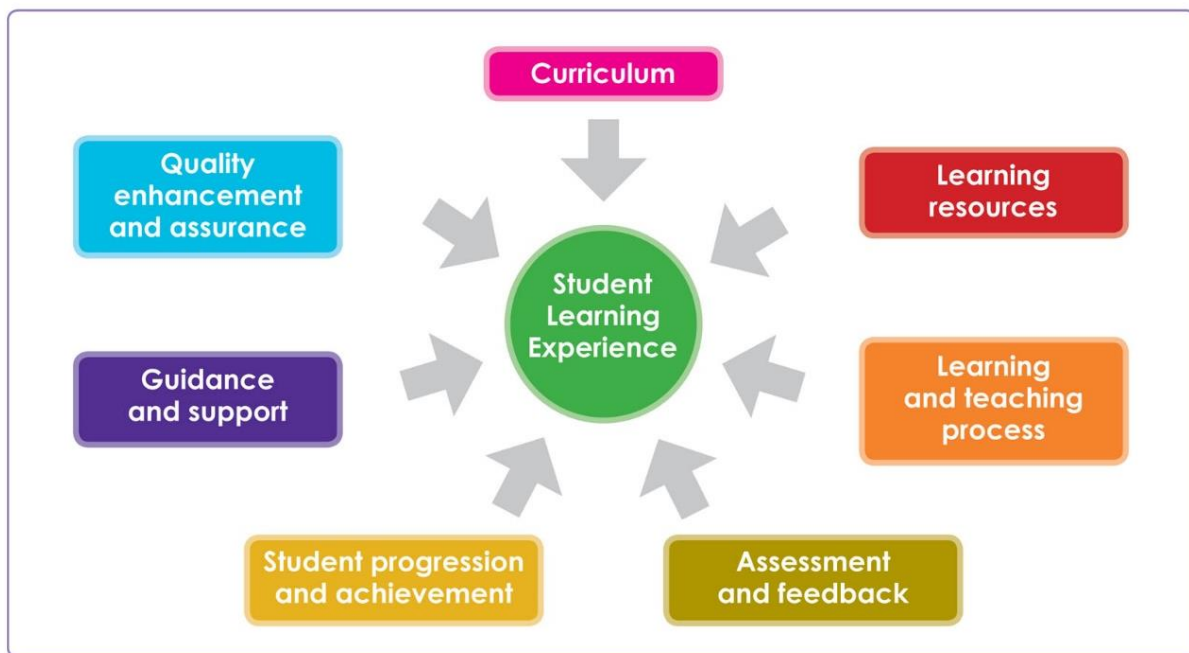 Curriculum
Quality
enhancement
and assurance
Learning
resources
Student
Learning
Experience
Guidance
and support
Learning
and teaching
process
Student progression
and achievement
Assessment
and feedback